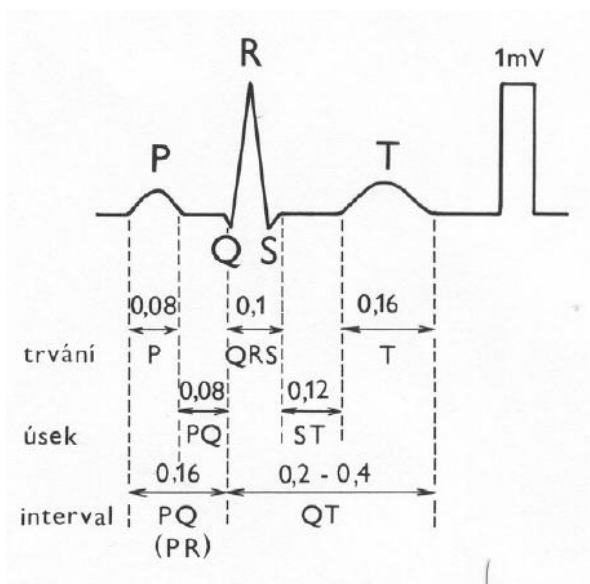 R
1mV
P
T
Q S
0,08 0,1 0,16
trvání P QRS T
0,08 0,12
úsek PQ ST
0,16 0,2 - 0,4
interval PQ QT
(PR)